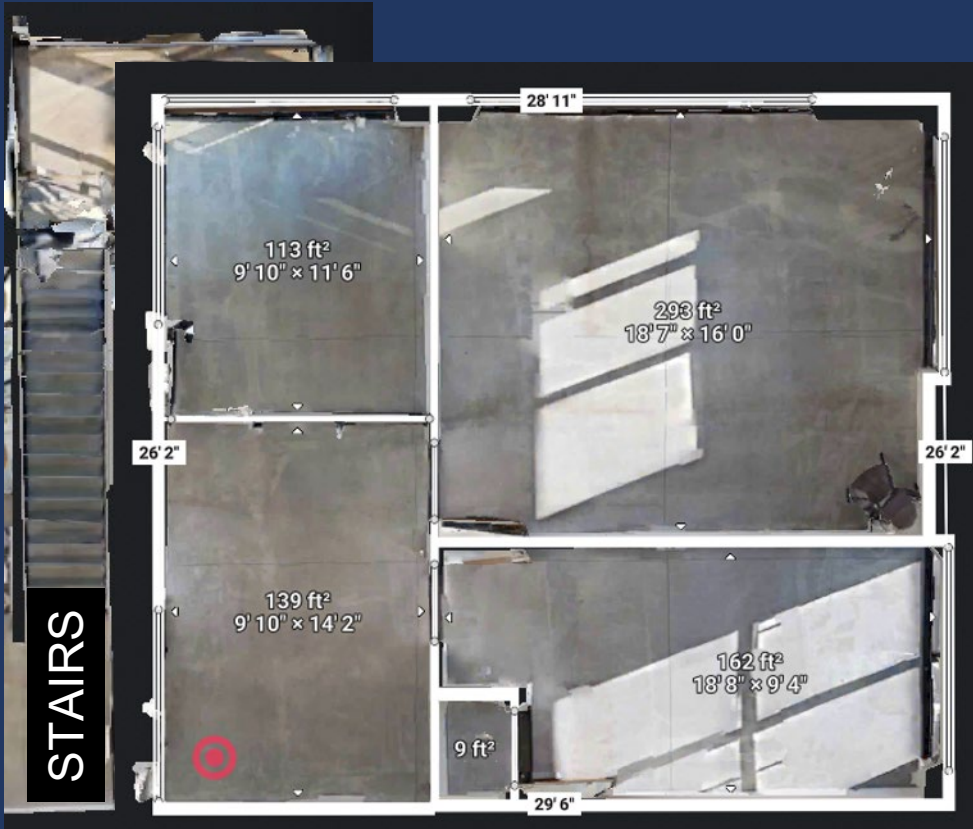 28' 11"
113 ft²
9' 10" × 11' 6"
293 ft²
18' 7" × 16' 0"
26' 2"
26' 2"
139 ft²
9' 10" × 14' 2"
162 ft²
18' 8" × 9' 4"
9 ft²
29' 6"
STAIRS